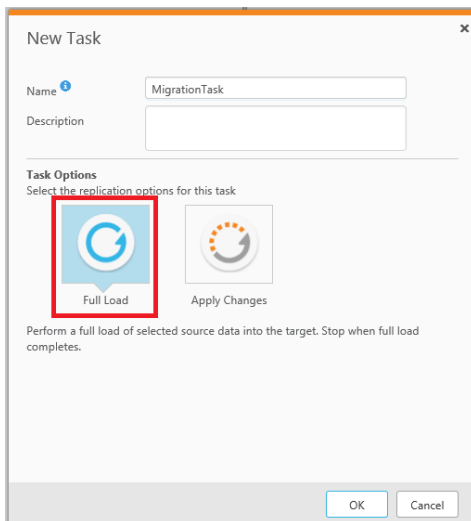 New Task
Name
MigrationTask
Description
Task Options
Select the replication options for this task
Full Load
Apply Changes
Perform a full load of selected source data into the target. Stop when full load
completes.
OK
Cancel